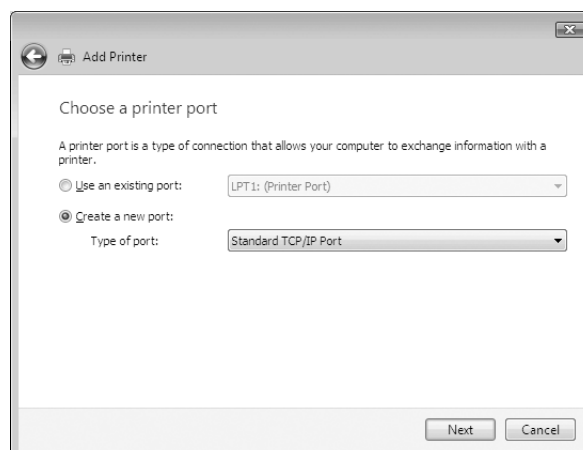 Add Printer
Choose a printer port
A printer port is a type of connection that allows your computer to exchange information with a
printer.
Use an existing port: LPT1: (Printer Port)
Create a new port:
Type of port: Standard TCP/IP Port
Next Cancel